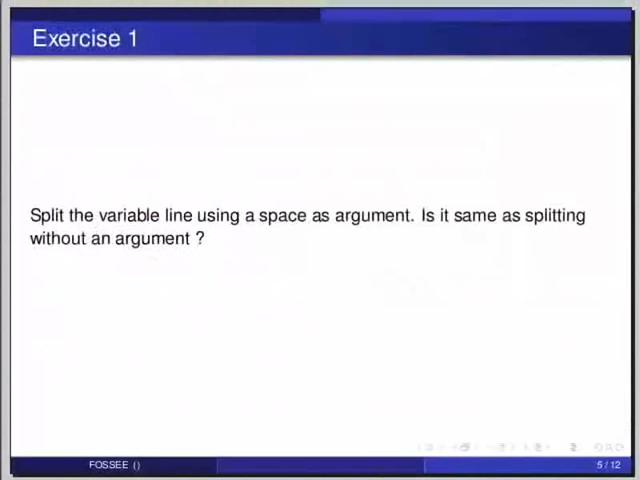 Exercise 1
Split the variable line using a space as argument. Is it same as splitting
without an argument ?
FOSSEE ()
5 / 12